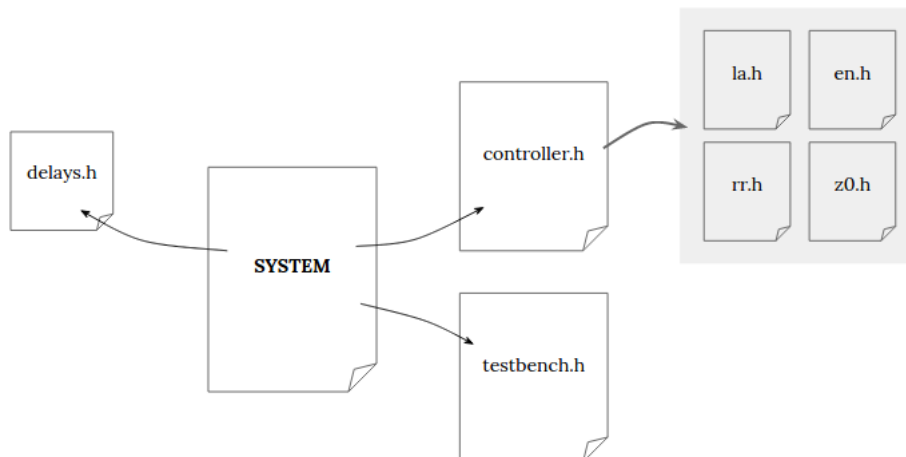 la.h
en.h
controller.h
delays.h
rr.h
z0.h
SYSTEM
testbench.h